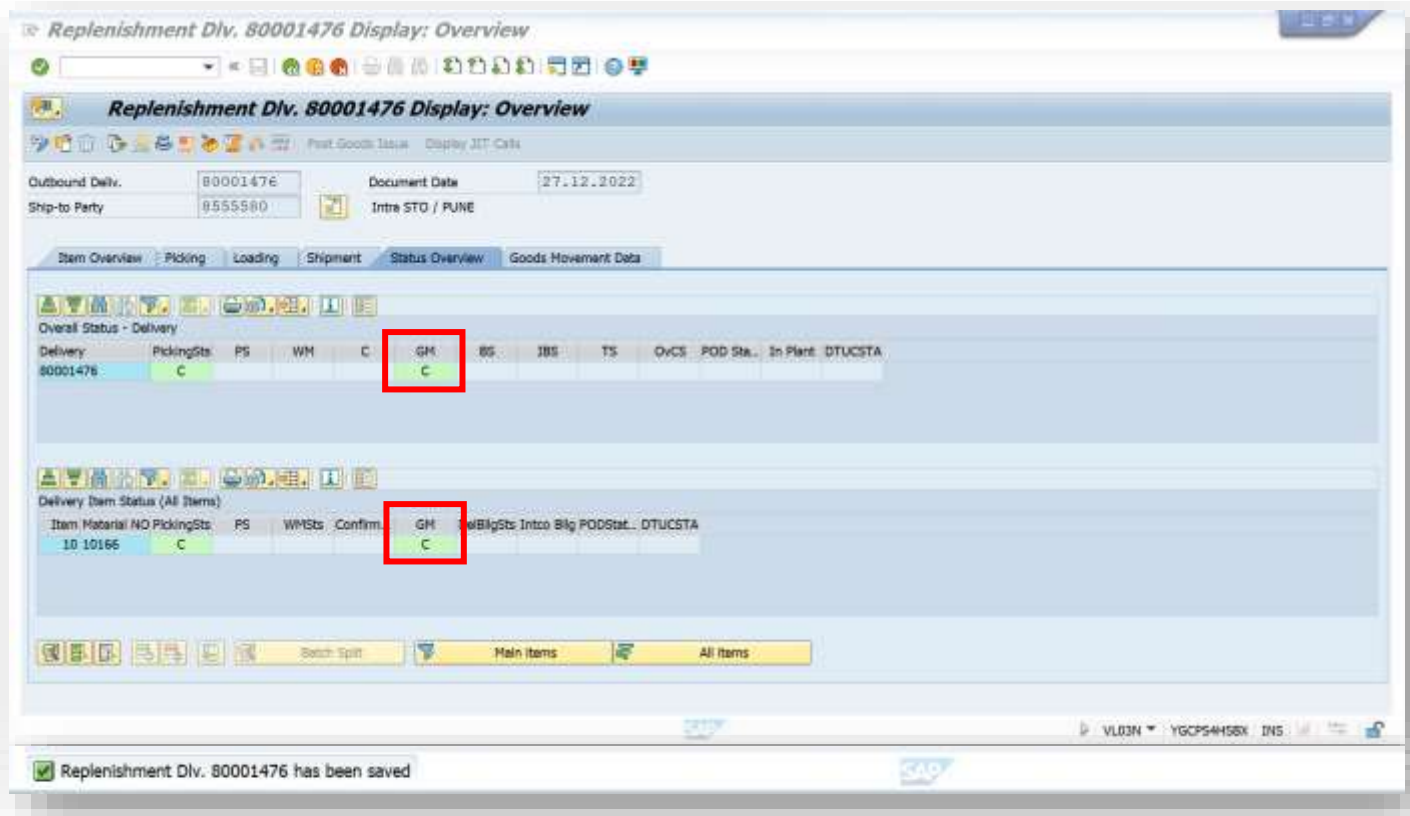 Replenishment Dlv. 80001476 Display: Overview
Replenishment Dlv. 80001476 Display: Overview
Post Goods Issue Display JIT Calls
Outbound Deliv. 80001476 Document Date 27.12.2022
Ship-to Party 8555580 Intra STO / PUNE
Item Overview Picking Loading Shipment Status Overview Goods Movement Data
Overall Status - Delivery
Delivery PickingSts PS WM C GM BS IBS TS OvCS POD Sta... In Plant DTUCSTA
80001476 C C
Delivery Item Status (All Items)
Item Material NO PickingSts PS WMSts Confirm. GM DelBlgSts Intco Blg PODStat... DTUCSTA
10 10166 C C
Batch Split Main Items All Items
SAP
VL03N YGCPS4HSBX INS
Replenishment Dlv. 80001476 has been saved
SAP